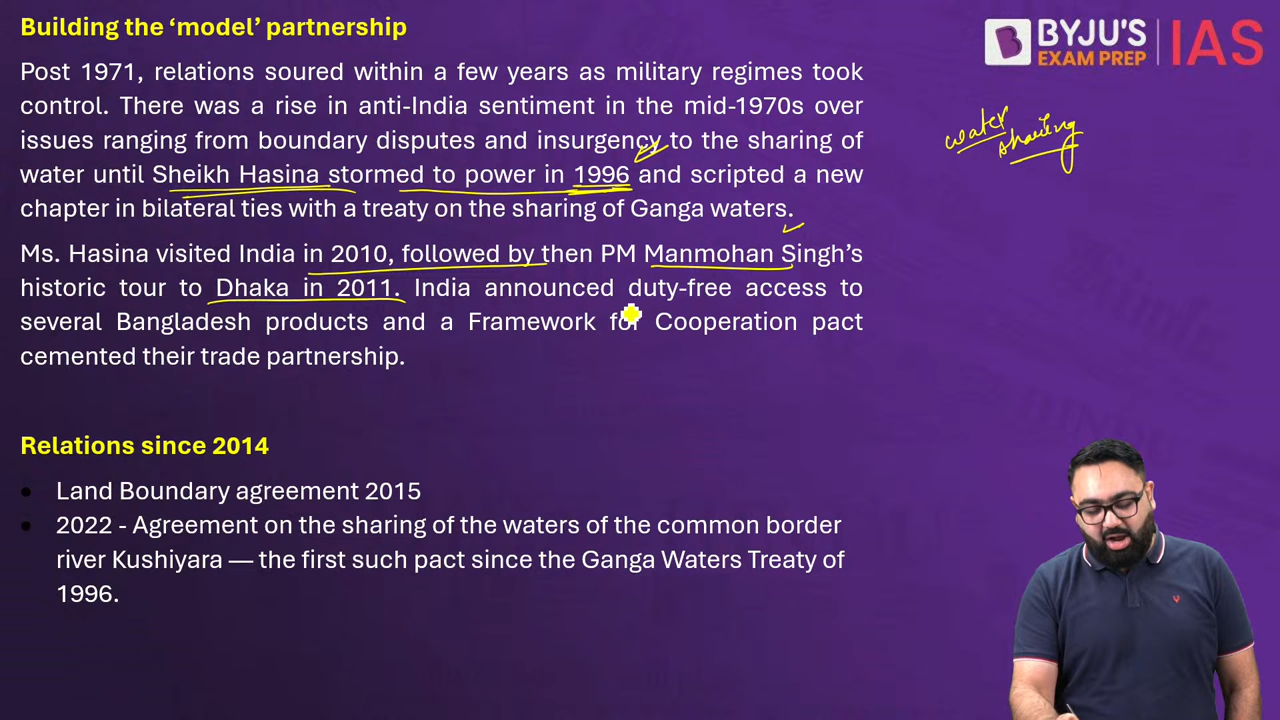 Building the ‘model’ partnership
Post 1971, relations soured within a few years as military regimes took
control. There was a rise in anti-India sentiment in the mid-1970s over
issues ranging from boundary disputes and insurgency to the sharing of
water until Sheikh Hasina stormed to power in 1996 and scripted a new
chapter in bilateral ties with a treaty on the sharing of Ganga waters.
Ms. Hasina visited India in 2010, followed by then PM Manmohan Singh’s
historic tour to Dhaka in 2011. India announced duty-free access to
several Bangladesh products and a Framework for Cooperation pact
cemented their trade partnership.
Relations since 2014
Land Boundary agreement 2015
2022 - Agreement on the sharing of the waters of the common border
river Kushiyara — the first such pact since the Ganga Waters Treaty of
1996.
BYJU'S
EXAM PREP
IAS
water
sharing